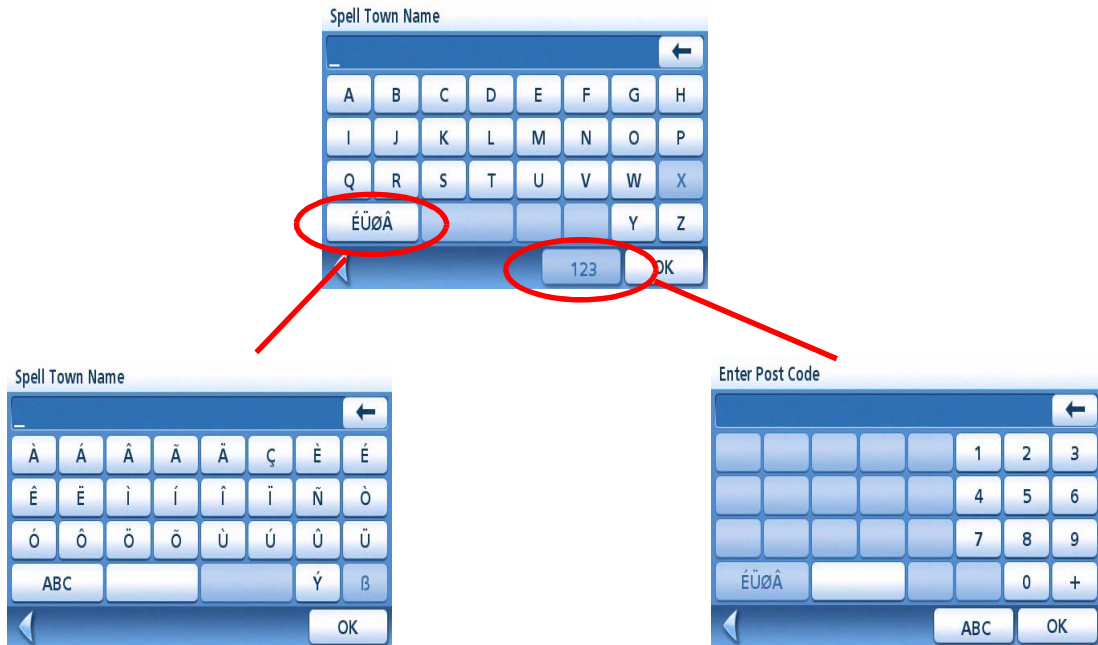 Spell Town Name
_
←
A B C D E F G H
I J K L M N O P
Q R S T U V W X
ÉÜØÂ Y Z
123 OK
Spell Town Name
_
←
À Á Â Ã Ä Ç È É
Ê Ë Ì Í Î Ï Ñ Ò
Ó Ô Ö Õ Ù Ú Û Ü
ABC Ý ß
OK
Enter Post Code
←
1 2 3
4 5 6
7 8 9
ÉÜØÂ 0 +
ABC OK